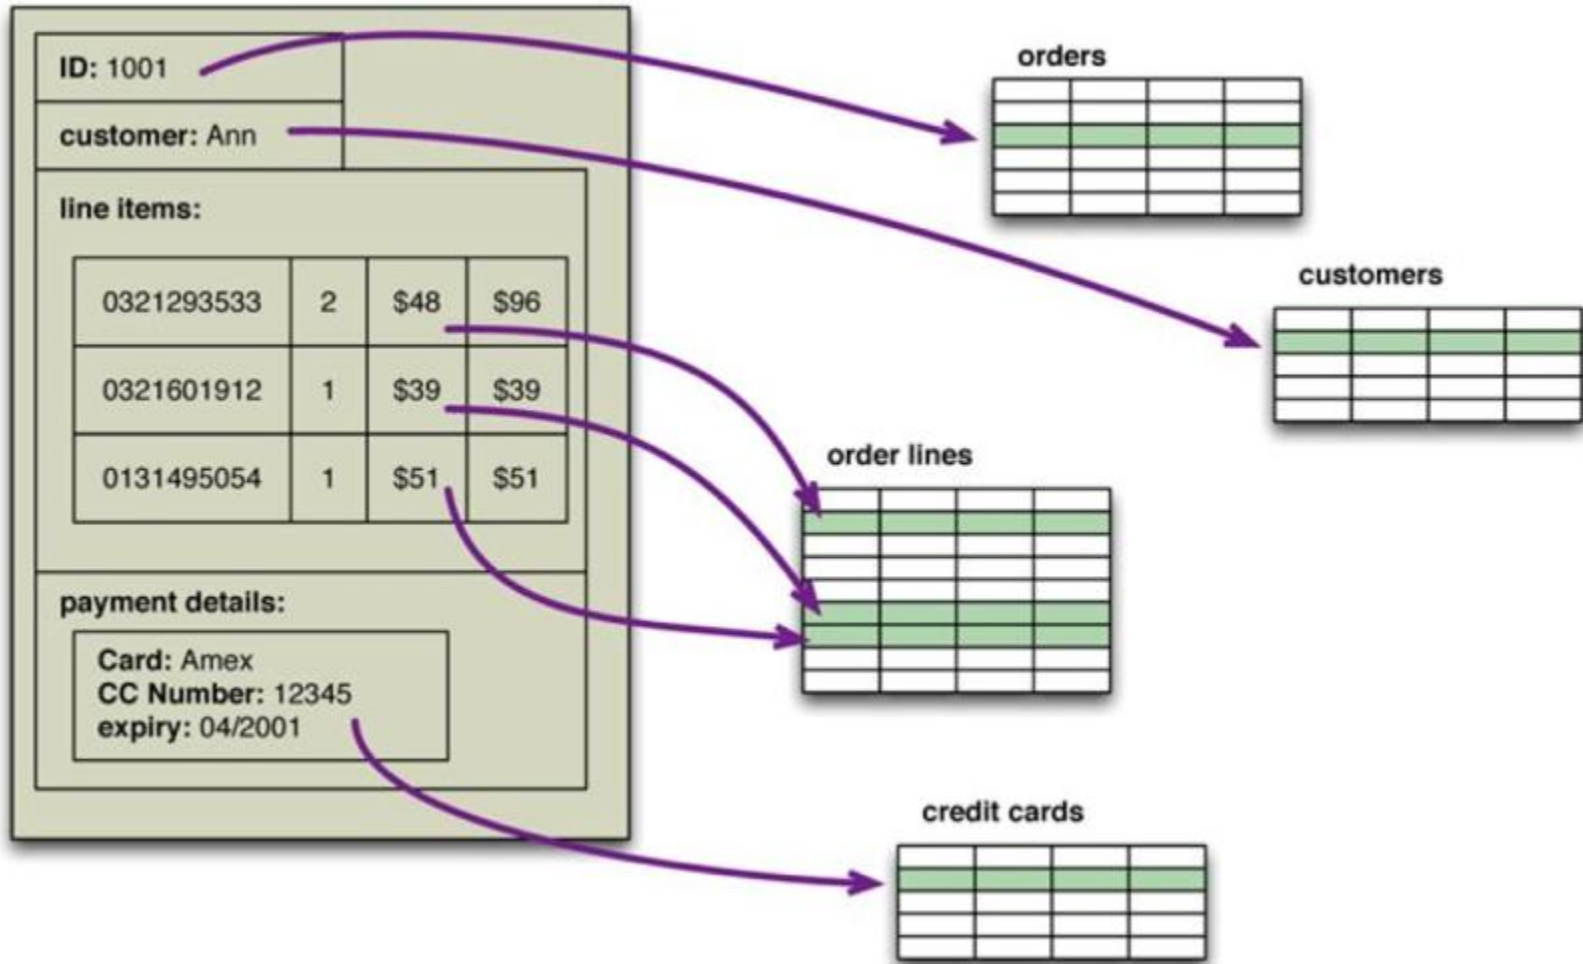 ID: 1001
customer: Ann
line items:
0321293533 2 $48 $96
0321601912 1 $39 $39
0131495054 1 $51 $51
payment details:
Card: Amex
CC Number: 12345
expiry: 04/2001
orders
customers
order lines
credit cards